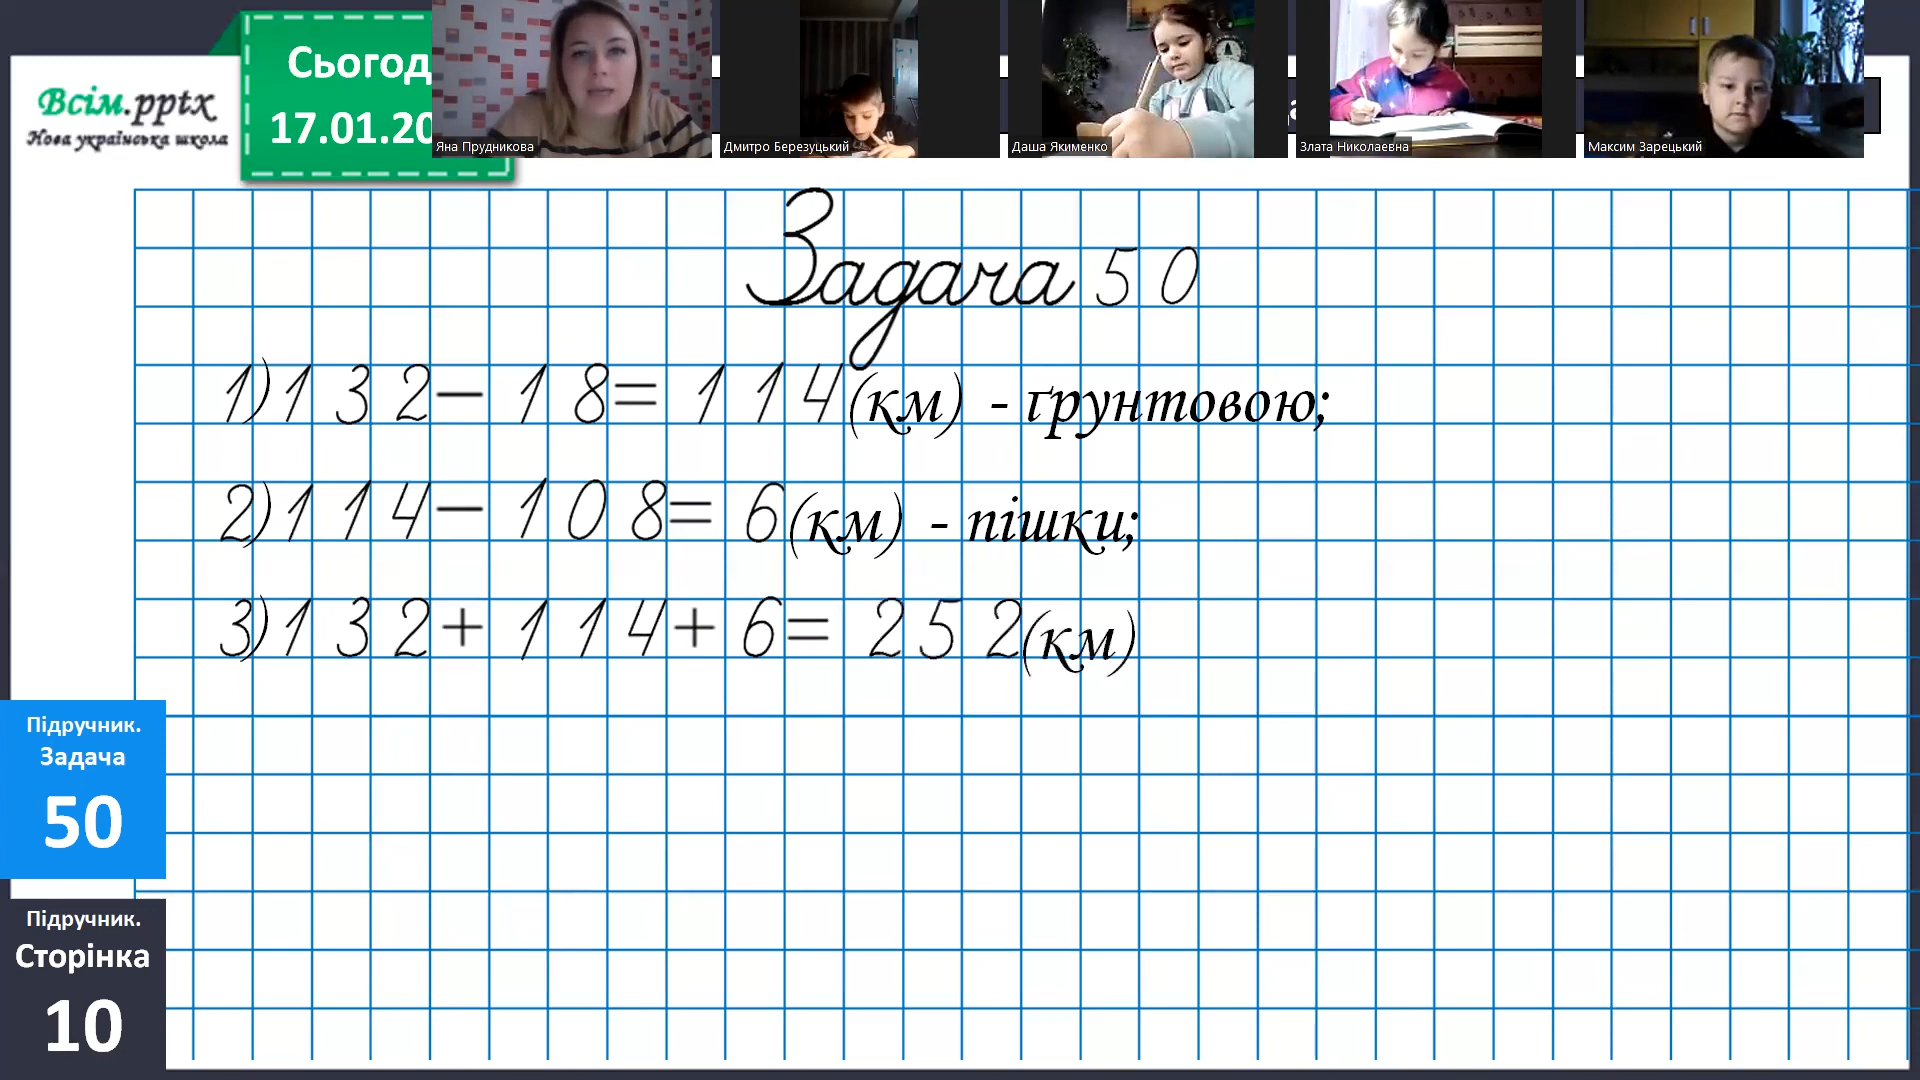 Всім.pptx
Нова українська школа
Сьогод
17.01.20
Яна Прудникова
Дмитро Березуцький
Даша Якименко
Злата Николаевна
Максим Зарецький
Задача 50
1) 132 – 18 = 114 (км) - ґрунтовою;
2) 114 – 108 = 6 (км) - пішки;
3) 132 + 114 + 6 = 252 (км)
Підручник.
Задача
50
Підручник.
Сторінка
10